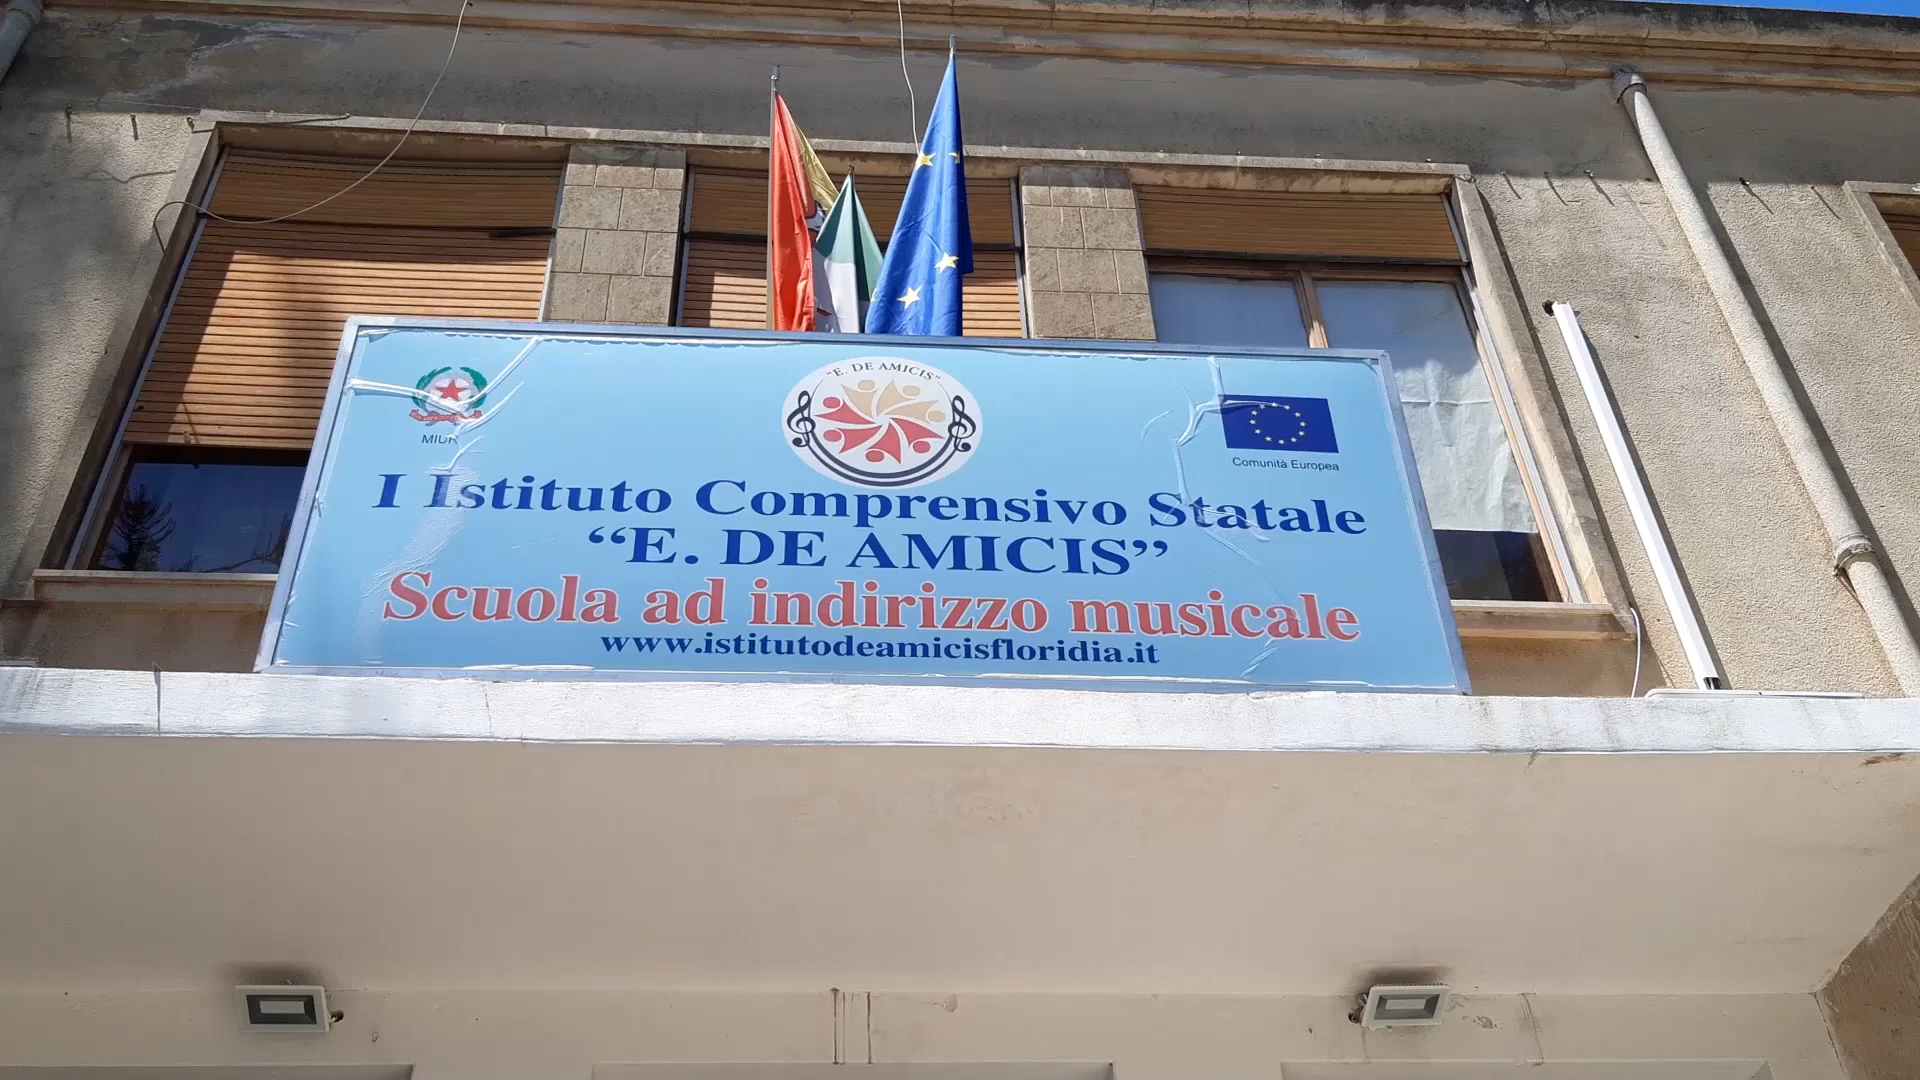 "E. DE AMICIS"
MIUR
Comunità Europea
I Istituto Comprensivo Statale
“E. DE AMICIS”
Scuola ad indirizzo musicale
www.istitutodeamicisfloridia.it